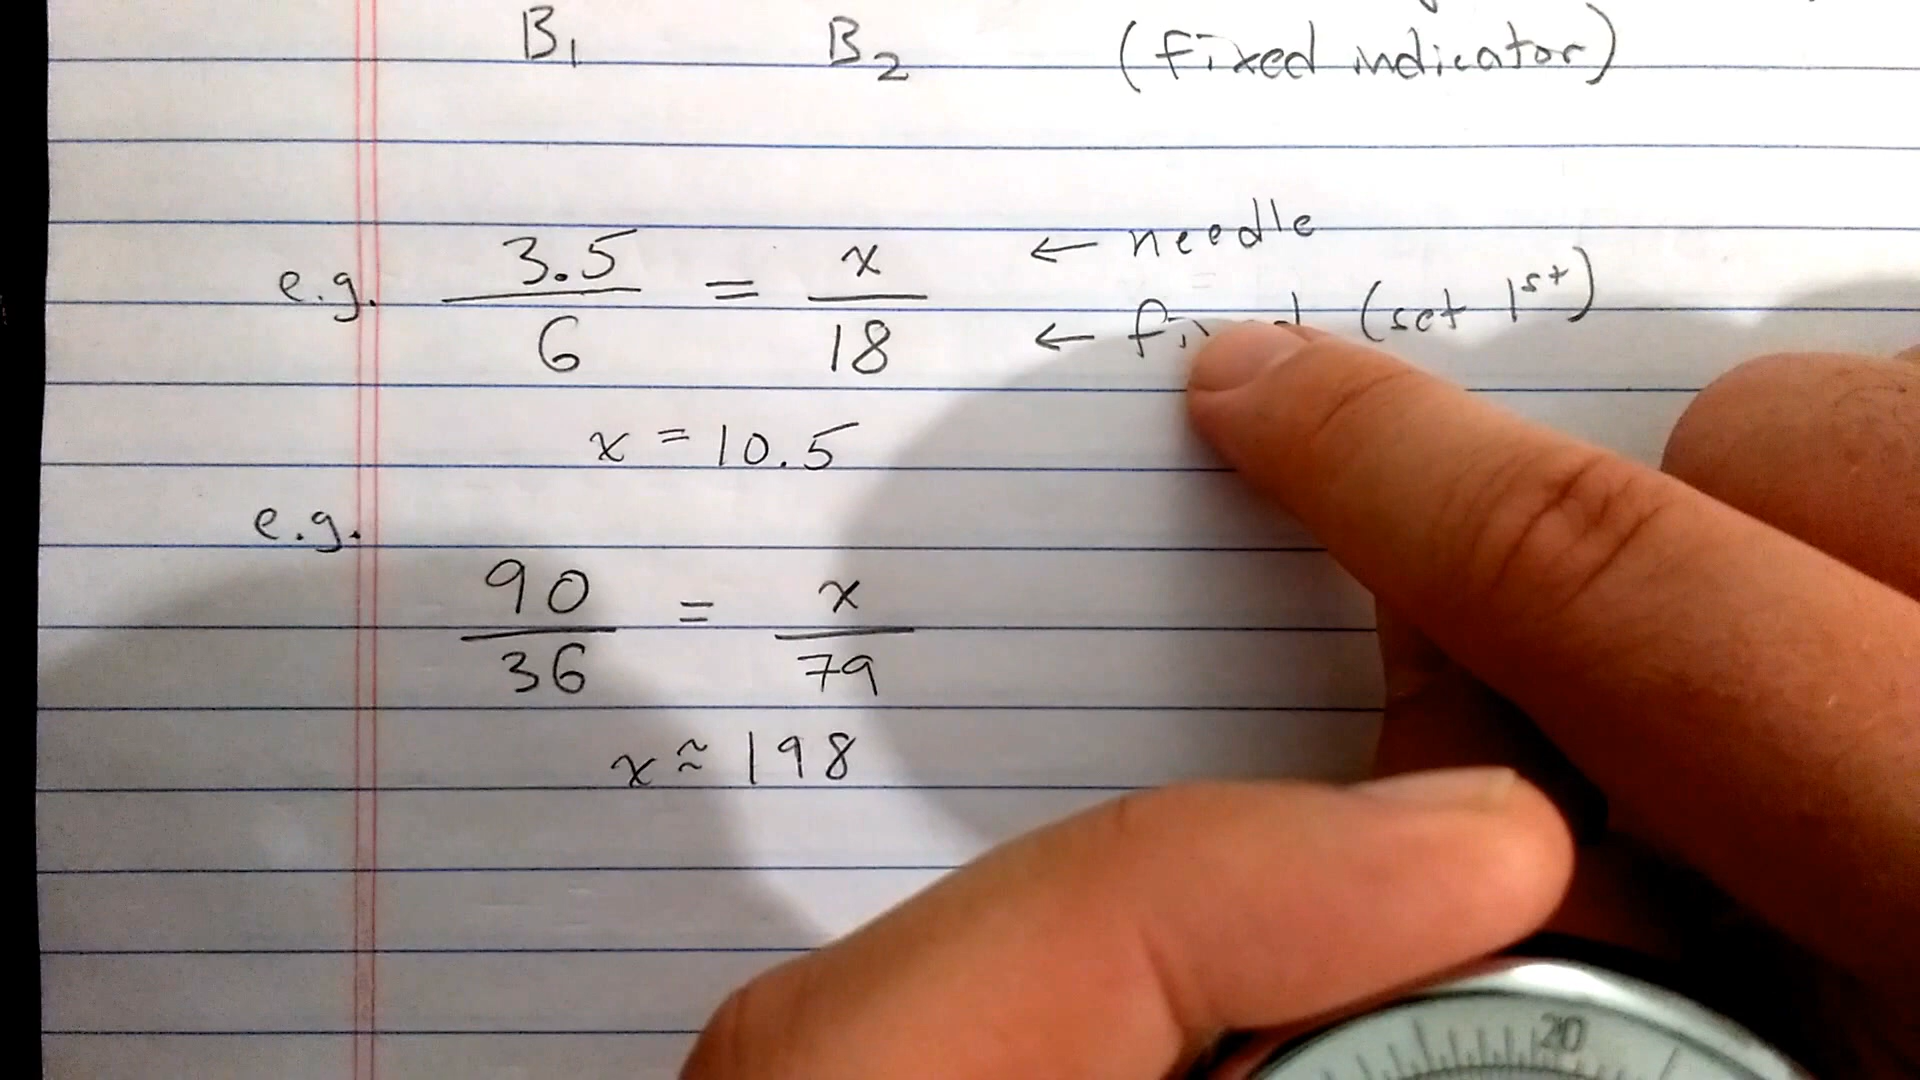 B₁ B₂ (fixed indicator)
e.g. 3.5/6 = x/18 ← needle
← (set 1ˢᵗ)
x = 10.5
e.g.
90/36 = x/79
x ≈ 198
20